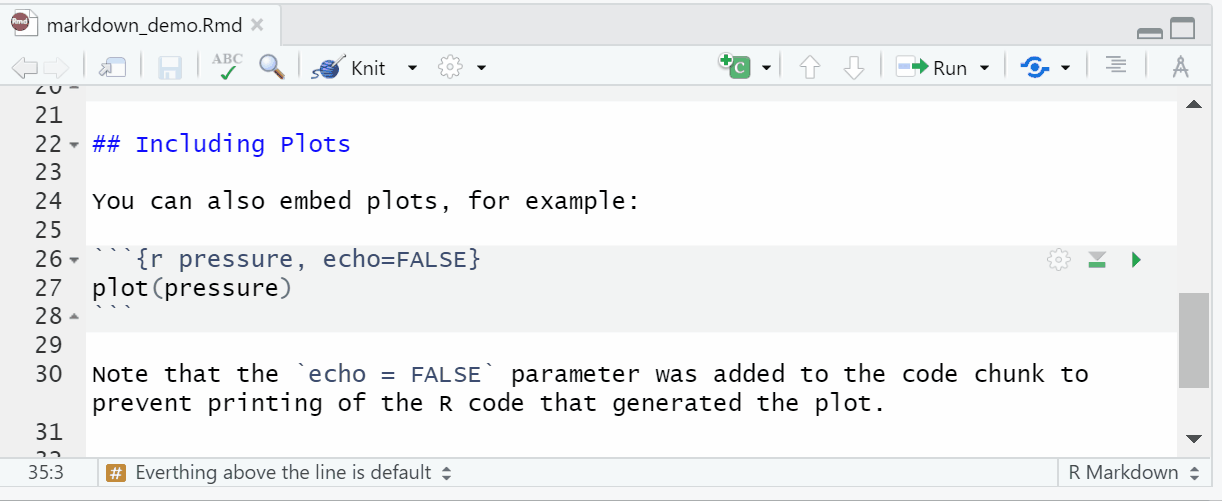 markdown_demo.Rmd
ABC
Knit
C
Run
20
21
22 ## Including Plots
23
24 You can also embed plots, for example:
25
26 ```{r pressure, echo=FALSE}
27 plot(pressure)
28 ```
29
30 Note that the `echo = FALSE` parameter was added to the code chunk to
prevent printing of the R code that generated the plot.
31
32
35:3 # Everthing above the line is default R Markdown